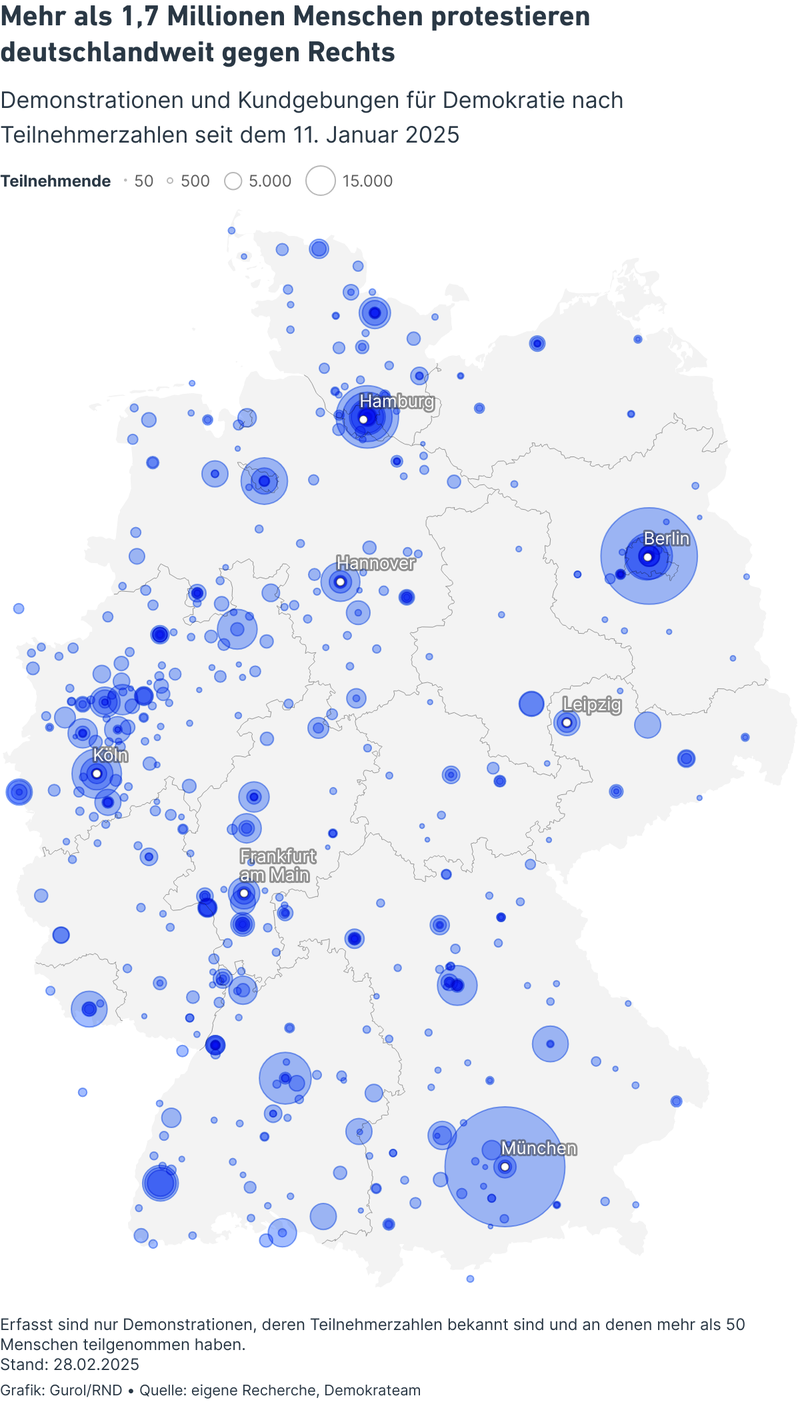 Mehr als 1,7 Millionen Menschen protestieren
deutschlandweit gegen Rechts
Demonstrationen und Kundgebungen für Demokratie nach
Teilnehmerzahlen seit dem 11. Januar 2025
Teilnehmende 50 500 5.000 15.000
Hamburg
Berlin
Hannover
Leipzig
Köln
Frankfurt
am Main
München
Erfasst sind nur Demonstrationen, deren Teilnehmerzahlen bekannt sind und an denen mehr als 50
Menschen teilgenommen haben.
Stand: 28.02.2025
Grafik: Gurol/RND • Quelle: eigene Recherche, Demokrateam